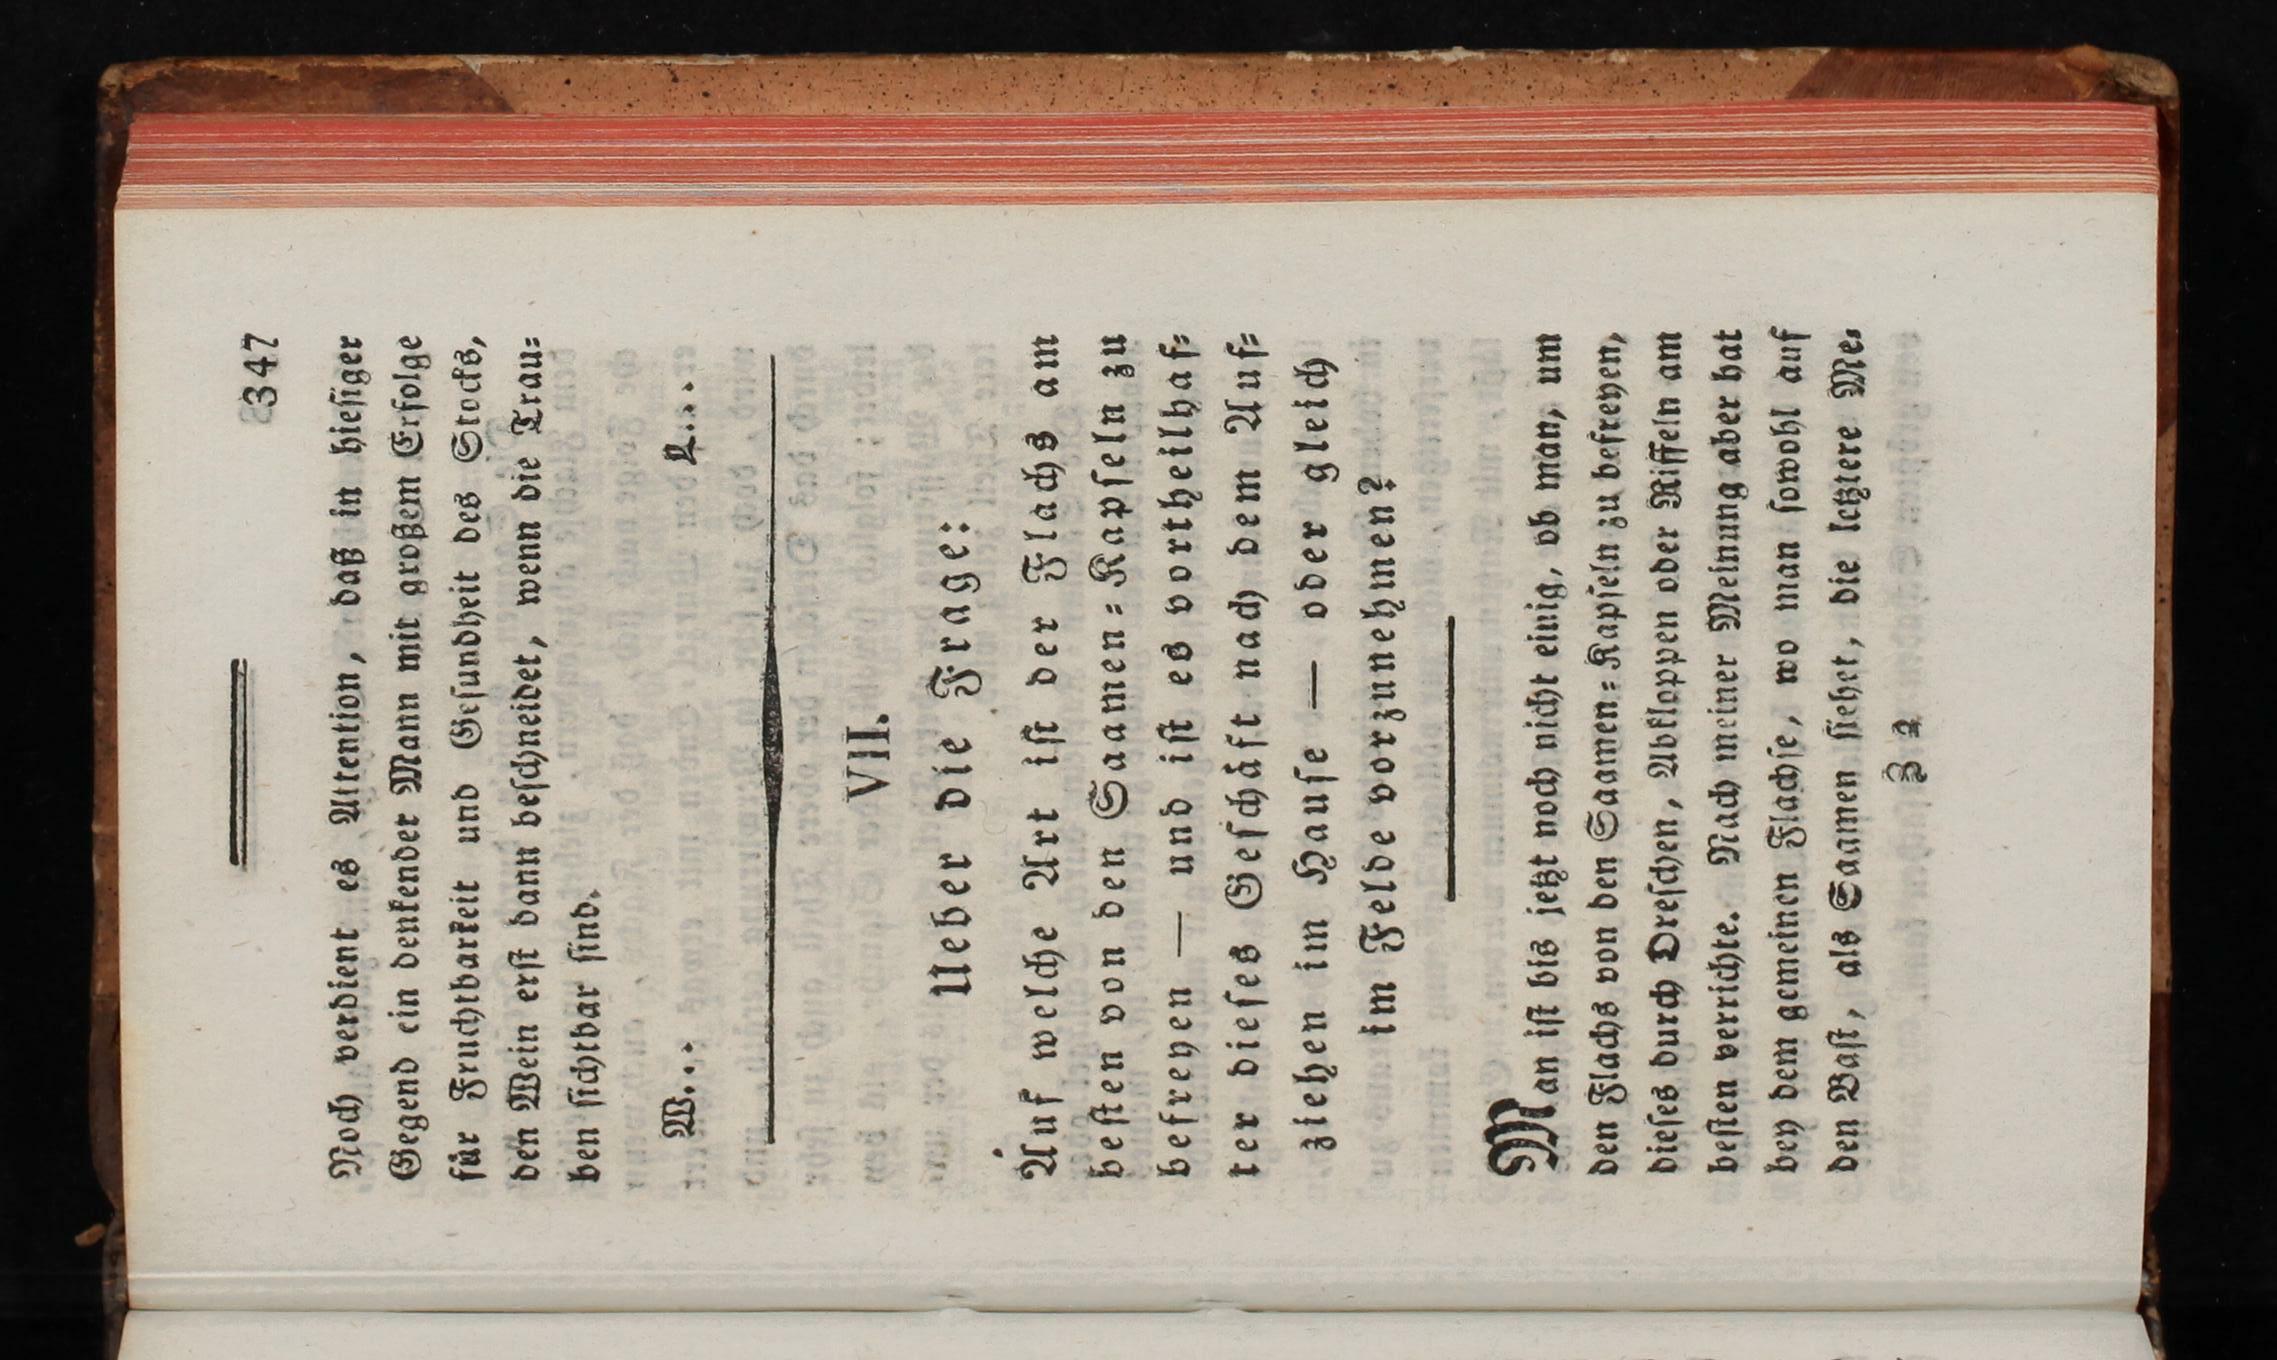 347
Noch verdient es Attention, daß in hiesiger
Gegend ein denkender Mann mit großem Erfolge
für Fruchtbarkeit und Gesundheit des Stocks,
den Wein erst dann beschneidet, wenn die Trau=
ben sichtbar sind.
W... R....
VII.
Ueber die Frage:
Auf welche Art ist der Flachs am
besten von den Saamen=Kapseln zu
befreyen — und ist es vortheilhaf=
ter dieses Geschäft nach dem Auf=
ziehen im Hause — oder gleich
im Felde vorzunehmen?
Man ist bis jetzt noch nicht einig, ob man, um
den Flachs von den Saamen=Kapseln zu befreyen,
dieses durch Dreschen, Abkloppen oder Riffeln am
besten verrichte. Nach meiner Meinung aber hat
bey dem gemeinen Flachse, wo man sowohl auf
den Bast, als Saamen siehet, die letztere Me=
Z 2